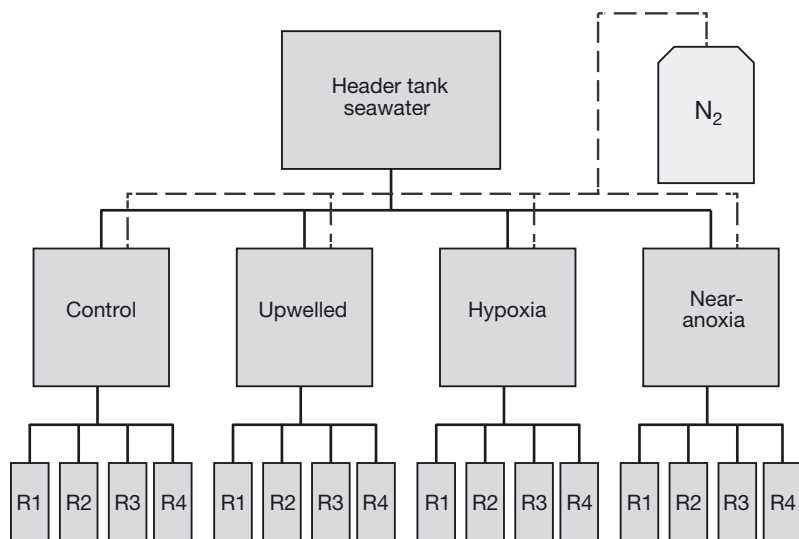 Header tank
seawater
N₂
Control
Upwelled
Hypoxia
Near-
anoxia
R1 R2 R3 R4 R1 R2 R3 R4 R1 R2 R3 R4 R1 R2 R3 R4